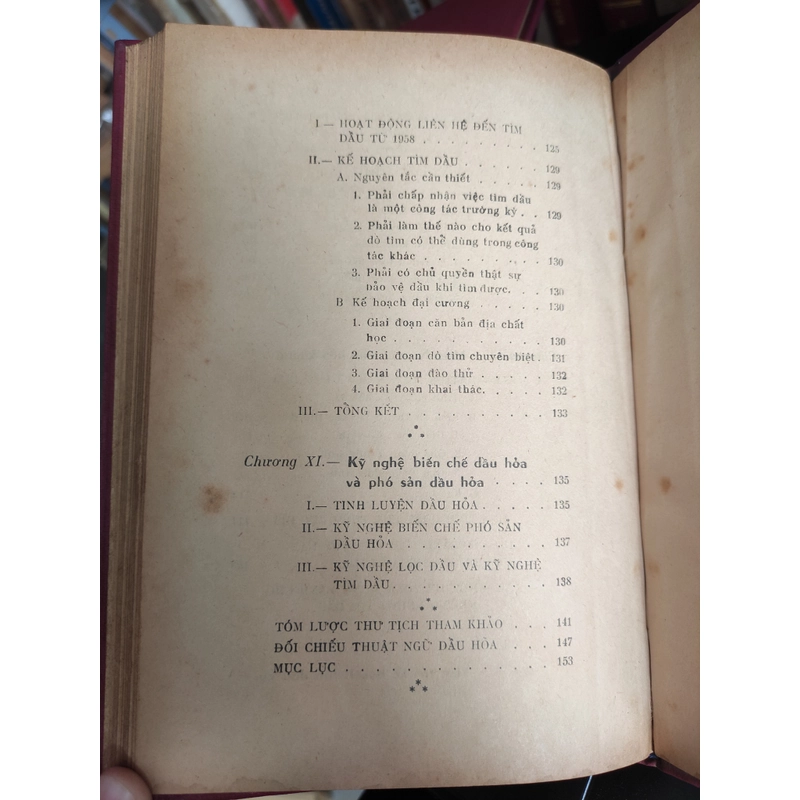 I — HOẠT ĐỘNG LIÊN HỆ ĐẾN TÌM
DẦU TỪ 1958 . . . . . . . . 125
II.— KẾ HOẠCH TÌM DẦU . . . . . . 129
A. Nguyên tắc cần thiết . . . . . 129
1. Phải chấp nhận việc tìm dầu
là một công tác trường kỳ . . 129
2. Phải làm thế nào cho kết quả
dò tìm có thể dùng trong công
tác khác . . . . . . . . 130
3. Phải có chủ quyền thật sự
bảo vệ dầu khi tìm được. . . 130
B Kế hoạch đại cương . . . . . 130
1. Giai đoạn căn bản địa chất
học . . . . . . . . . . 130
2. Giai đoạn dò tìm chuyên biệt . 131
3. Giai đoạn đào thử . . . . . 132
4. Giai đoạn khai thác. . . . . 132
III.— TỔNG KẾT . . . . . . . . . 133
Chương XI.— Kỹ nghệ biến chế dầu hỏa
và phó sản dầu hỏa . . . . 135
I.— TINH LUYỆN DẦU HỎA . . . . . 135
II.— KỸ NGHỆ BIẾN CHẾ PHÓ SẢN
DẦU HỎA . . . . . . . . . 137
III.— KỸ NGHỆ LỌC DẦU VÀ KỸ NGHỆ
TÌM DẦU . . . . . . . . . 138
TÓM LƯỢC THƯ TỊCH THAM KHẢO . . . 141
ĐỐI CHIẾU THUẬT NGỮ DẦU HỎA . . . 147
MỤC LỤC . . . . . . . . . . . . 153